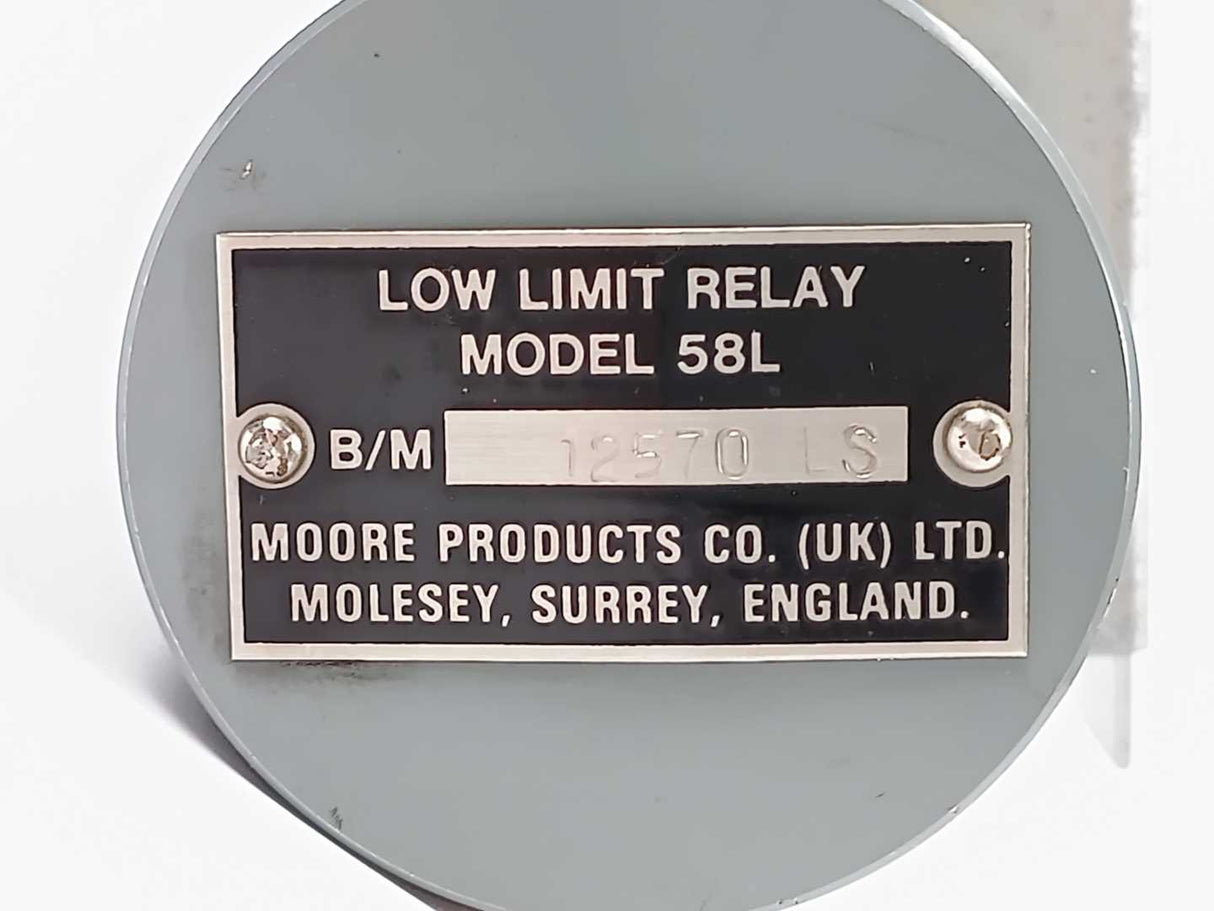 LOW LIMIT RELAY
MODEL 58L
B/M 12570 LS
MOORE PRODUCTS CO. (UK) LTD.
MOLESEY, SURREY, ENGLAND.